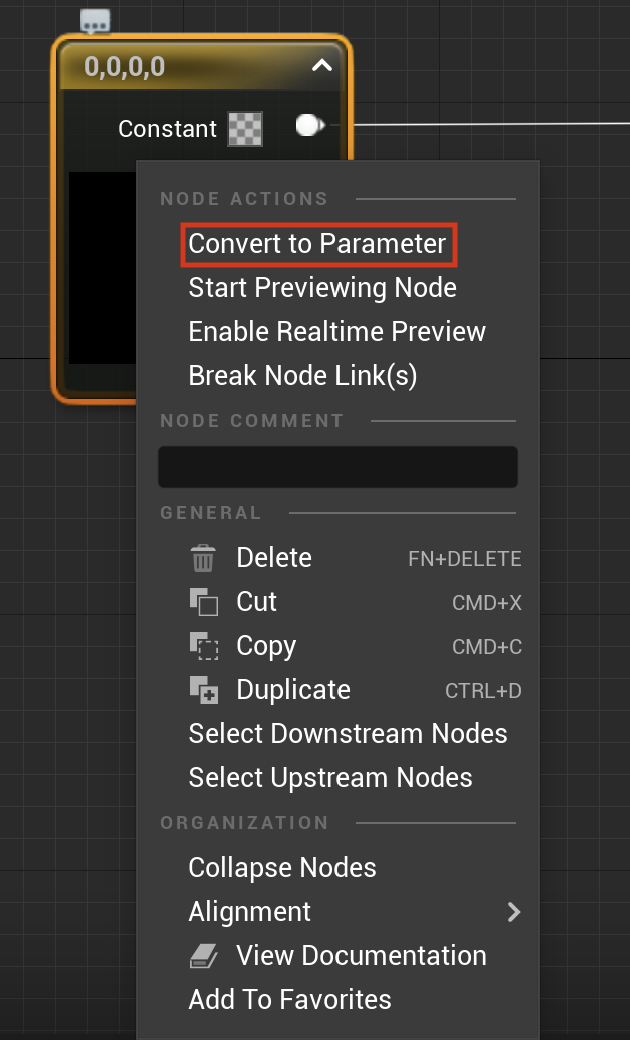 0,0,0,0
Constant
NODE ACTIONS
Convert to Parameter
Start Previewing Node
Enable Realtime Preview
Break Node Link(s)
NODE COMMENT
GENERAL
Delete FN+DELETE
Cut CMD+X
Copy CMD+C
Duplicate CTRL+D
Select Downstream Nodes
Select Upstream Nodes
ORGANIZATION
Collapse Nodes
Alignment
View Documentation
Add To Favorites